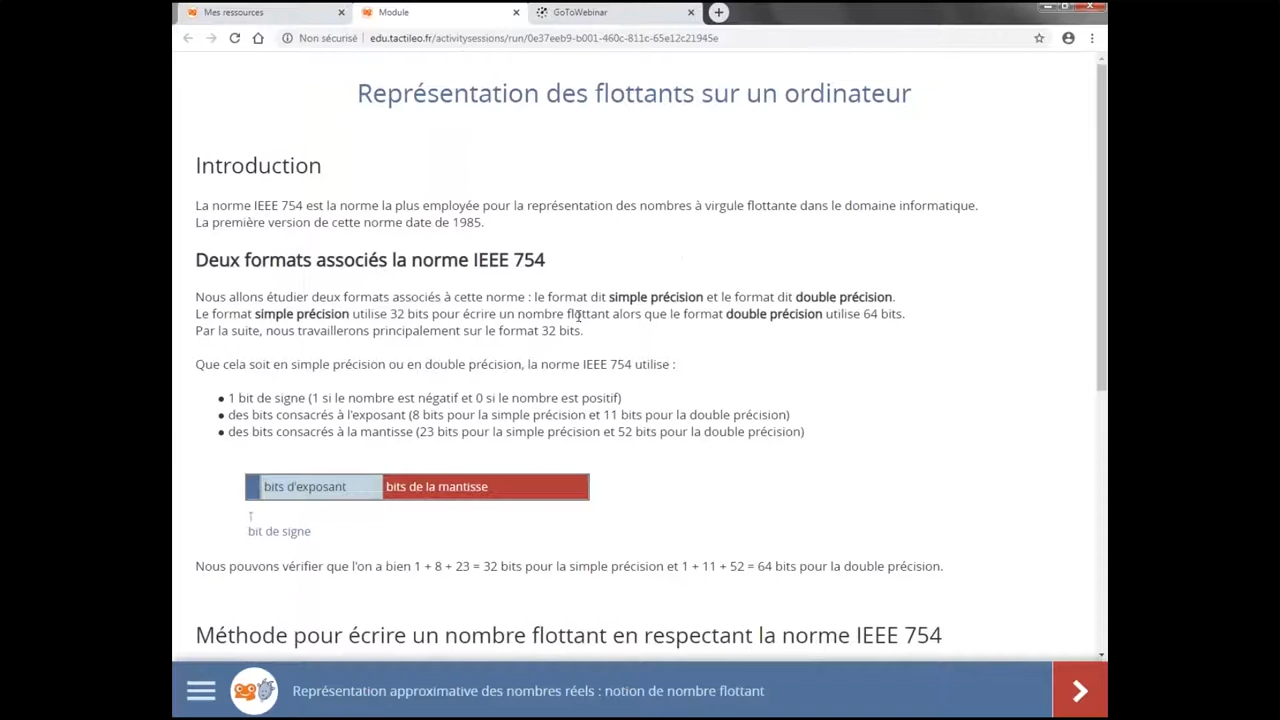 Mes ressources
Module
GoToWebinar
Non sécurisé
edu.tactileo.fr/activitysessions/run/0e37eeb9-b001-460c-811c-65e12c21945e
Représentation des flottants sur un ordinateur
Introduction
La norme IEEE 754 est la norme la plus employée pour la représentation des nombres à virgule flottante dans le domaine informatique.
La première version de cette norme date de 1985.
Deux formats associés la norme IEEE 754
Nous allons étudier deux formats associés à cette norme : le format dit simple précision et le format dit double précision.
Le format simple précision utilise 32 bits pour écrire un nombre flottant alors que le format double précision utilise 64 bits.
Par la suite, nous travaillerons principalement sur le format 32 bits.
Que cela soit en simple précision ou en double précision, la norme IEEE 754 utilise :
● 1 bit de signe (1 si le nombre est négatif et 0 si le nombre est positif)
● des bits consacrés à l'exposant (8 bits pour la simple précision et 11 bits pour la double précision)
● des bits consacrés à la mantisse (23 bits pour la simple précision et 52 bits pour la double précision)
bits d'exposant
bits de la mantisse
↑
bit de signe
Nous pouvons vérifier que l'on a bien 1 + 8 + 23 = 32 bits pour la simple précision et 1 + 11 + 52 = 64 bits pour la double précision.
Méthode pour écrire un nombre flottant en respectant la norme IEEE 754
Représentation approximative des nombres réels : notion de nombre flottant